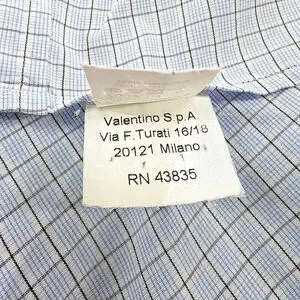 Valentino S.p.A.
Via F.Turati 16/18
20121 Milano
RN 43835